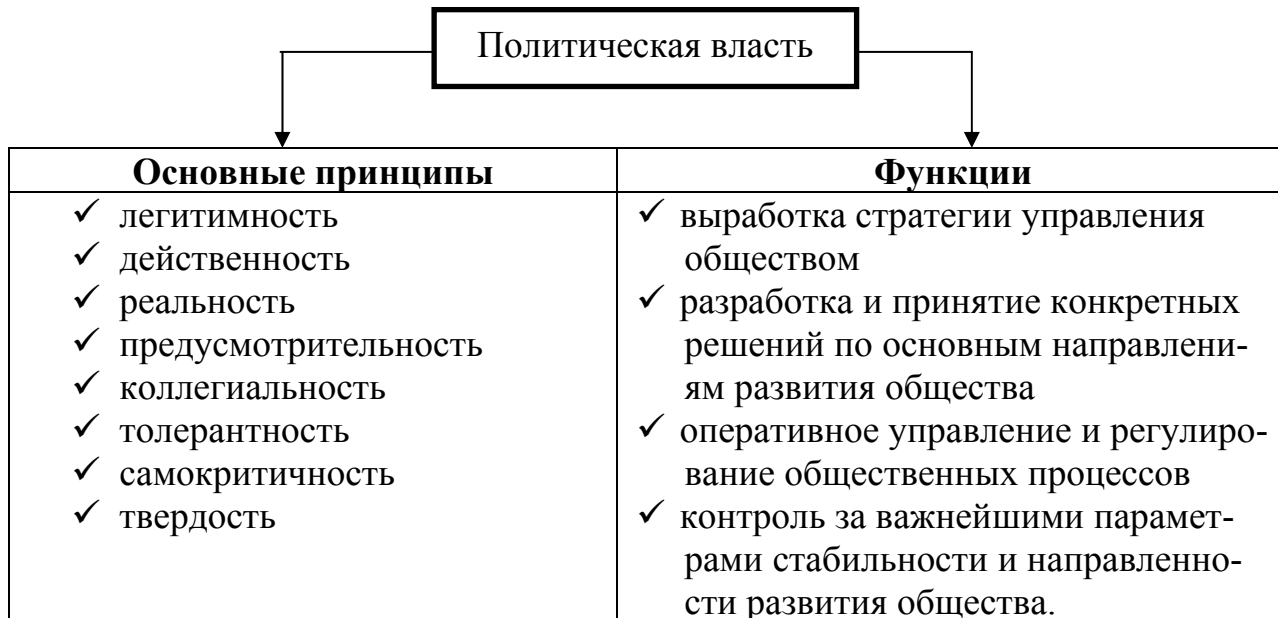 Политическая власть
Основные принципы
✓ легитимность
✓ действенность
✓ реальность
✓ предусмотрительность
✓ коллегиальность
✓ толерантность
✓ самокритичность
✓ твердость
Функции
✓ выработка стратегии управления
обществом
✓ разработка и принятие конкретных
решений по основным направлени-
ям развития общества
✓ оперативное управление и регулиро-
вание общественных процессов
✓ контроль за важнейшими парамет-
рами стабильности и направленно-
сти развития общества.